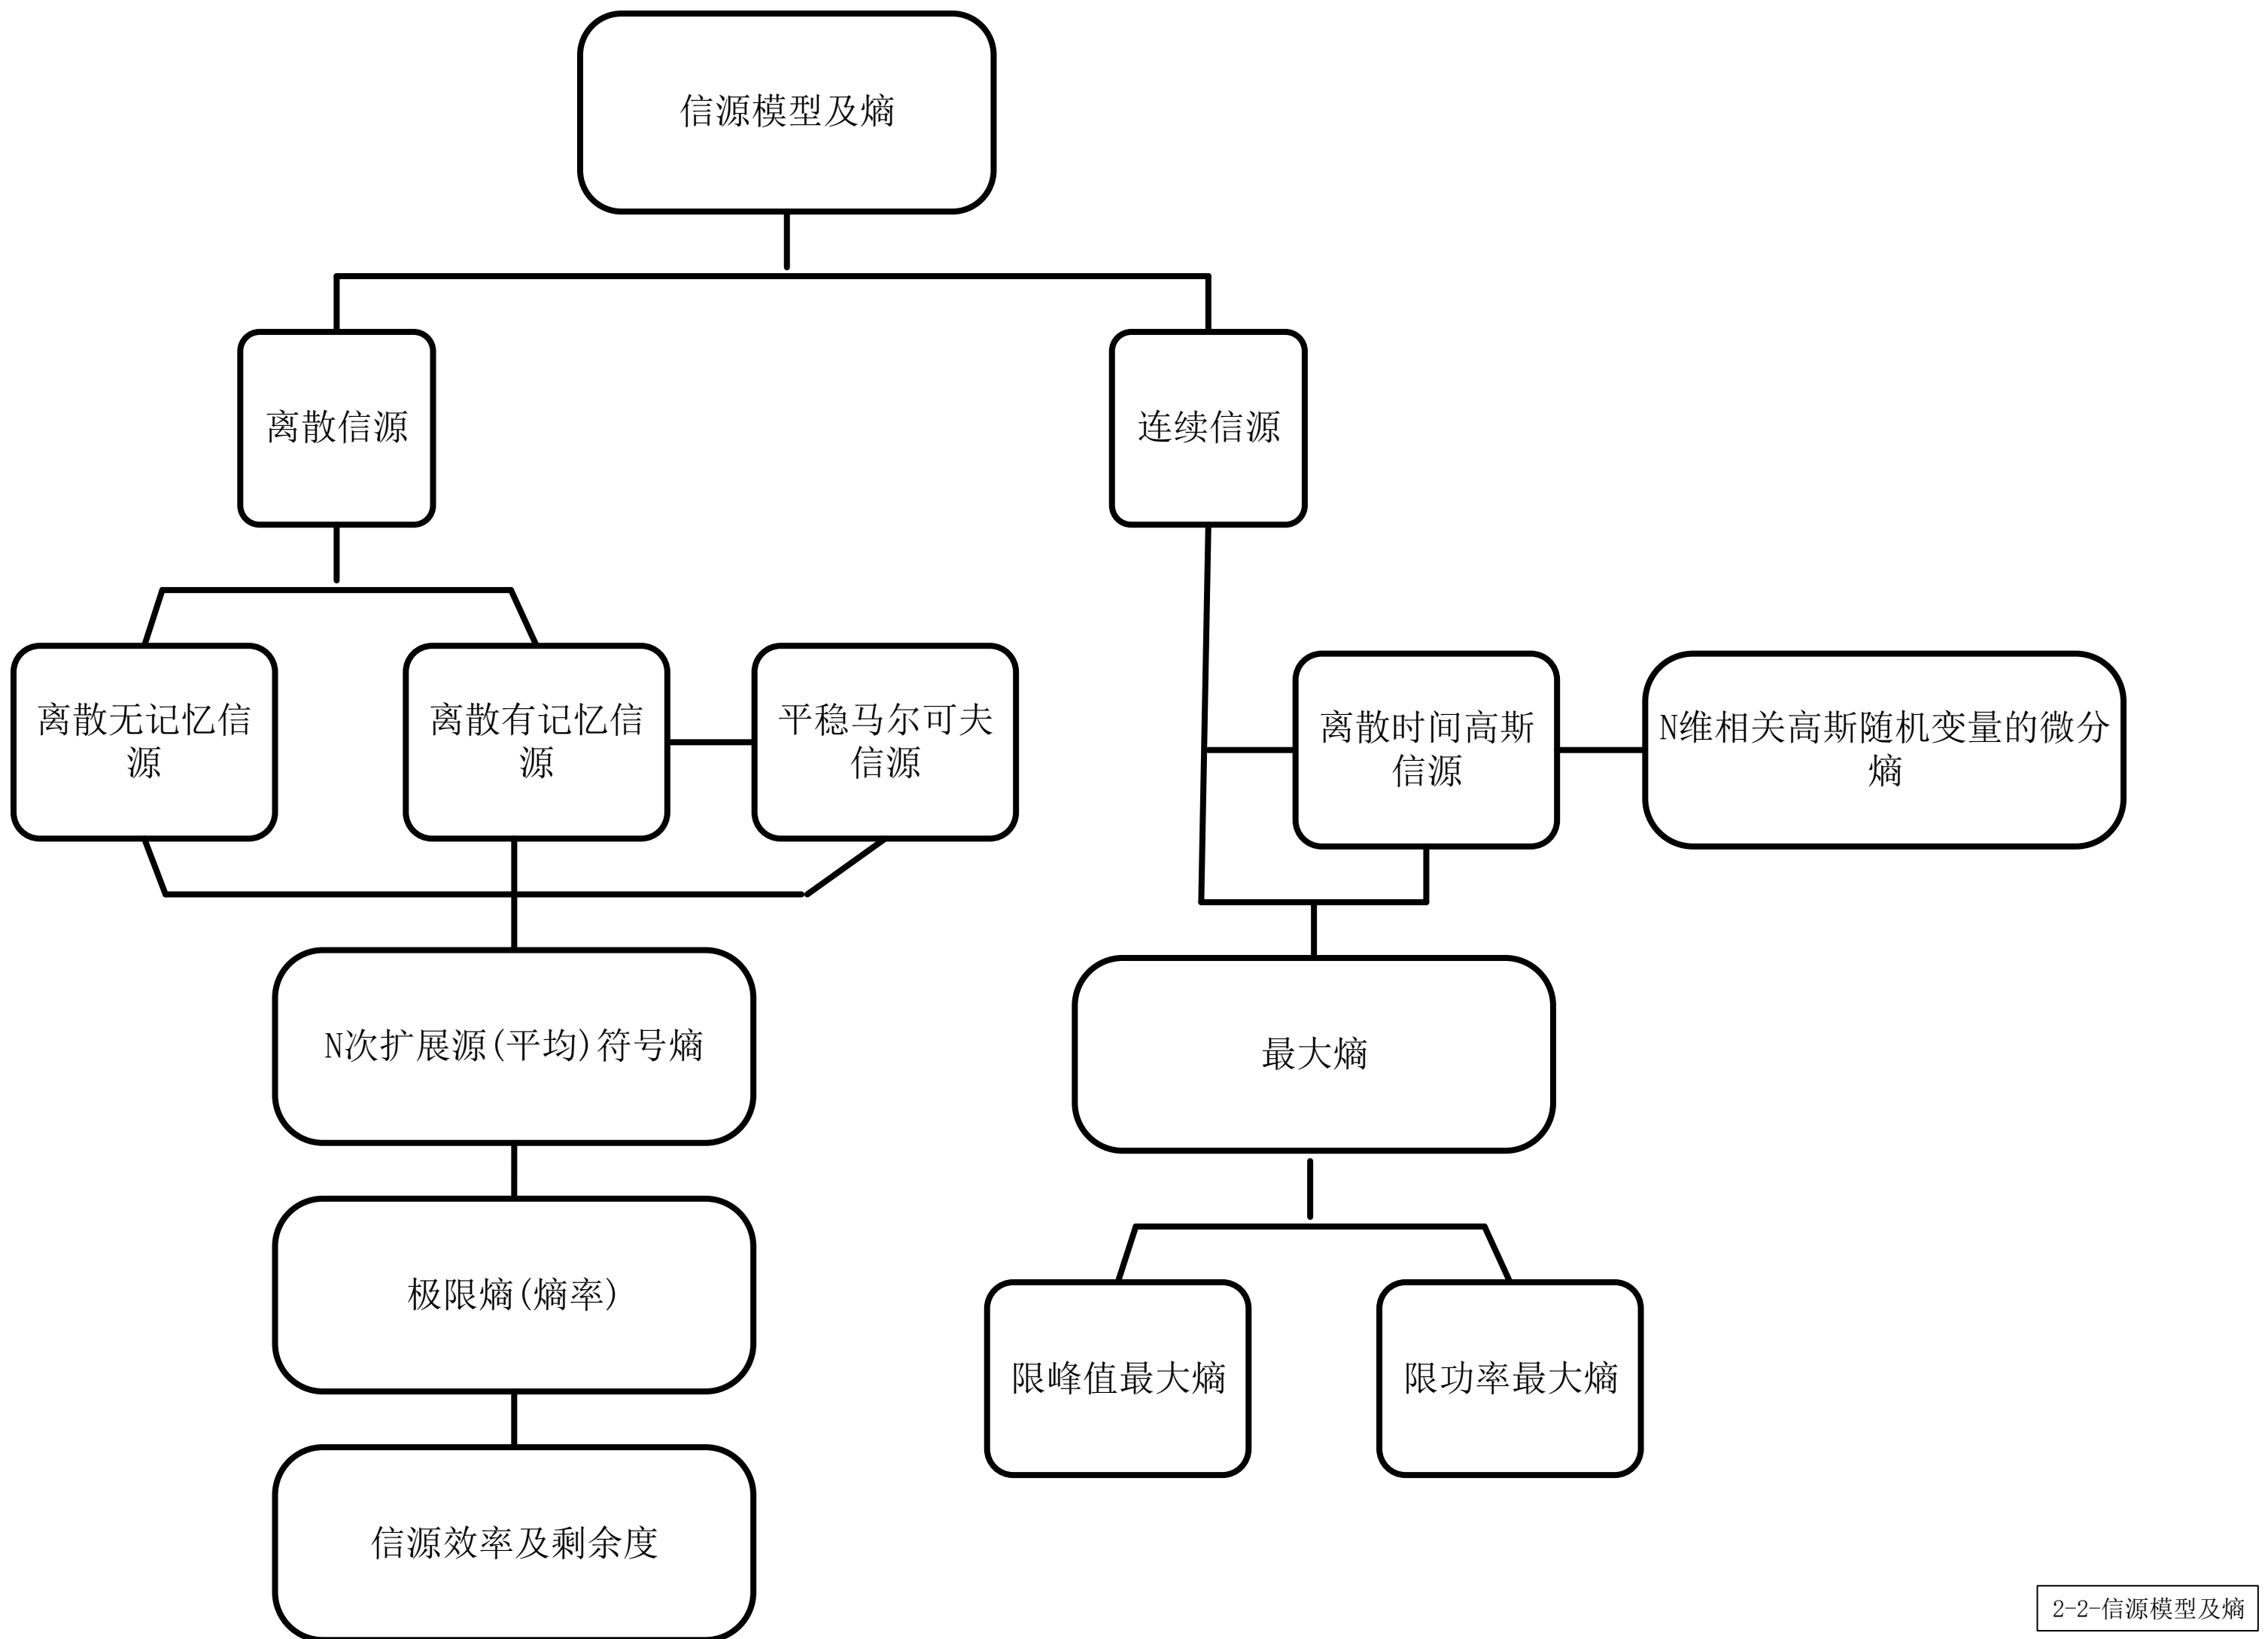 信源模型及熵
离散信源
连续信源
离散无记忆信
源
离散有记忆信
源
平稳马尔可夫
信源
离散时间高斯
信源
N维相关高斯随机变量的微分
熵
N次扩展源(平均)符号熵
最大熵
极限熵(熵率)
限峰值最大熵
限功率最大熵
信源效率及剩余度
2-2-信源模型及熵